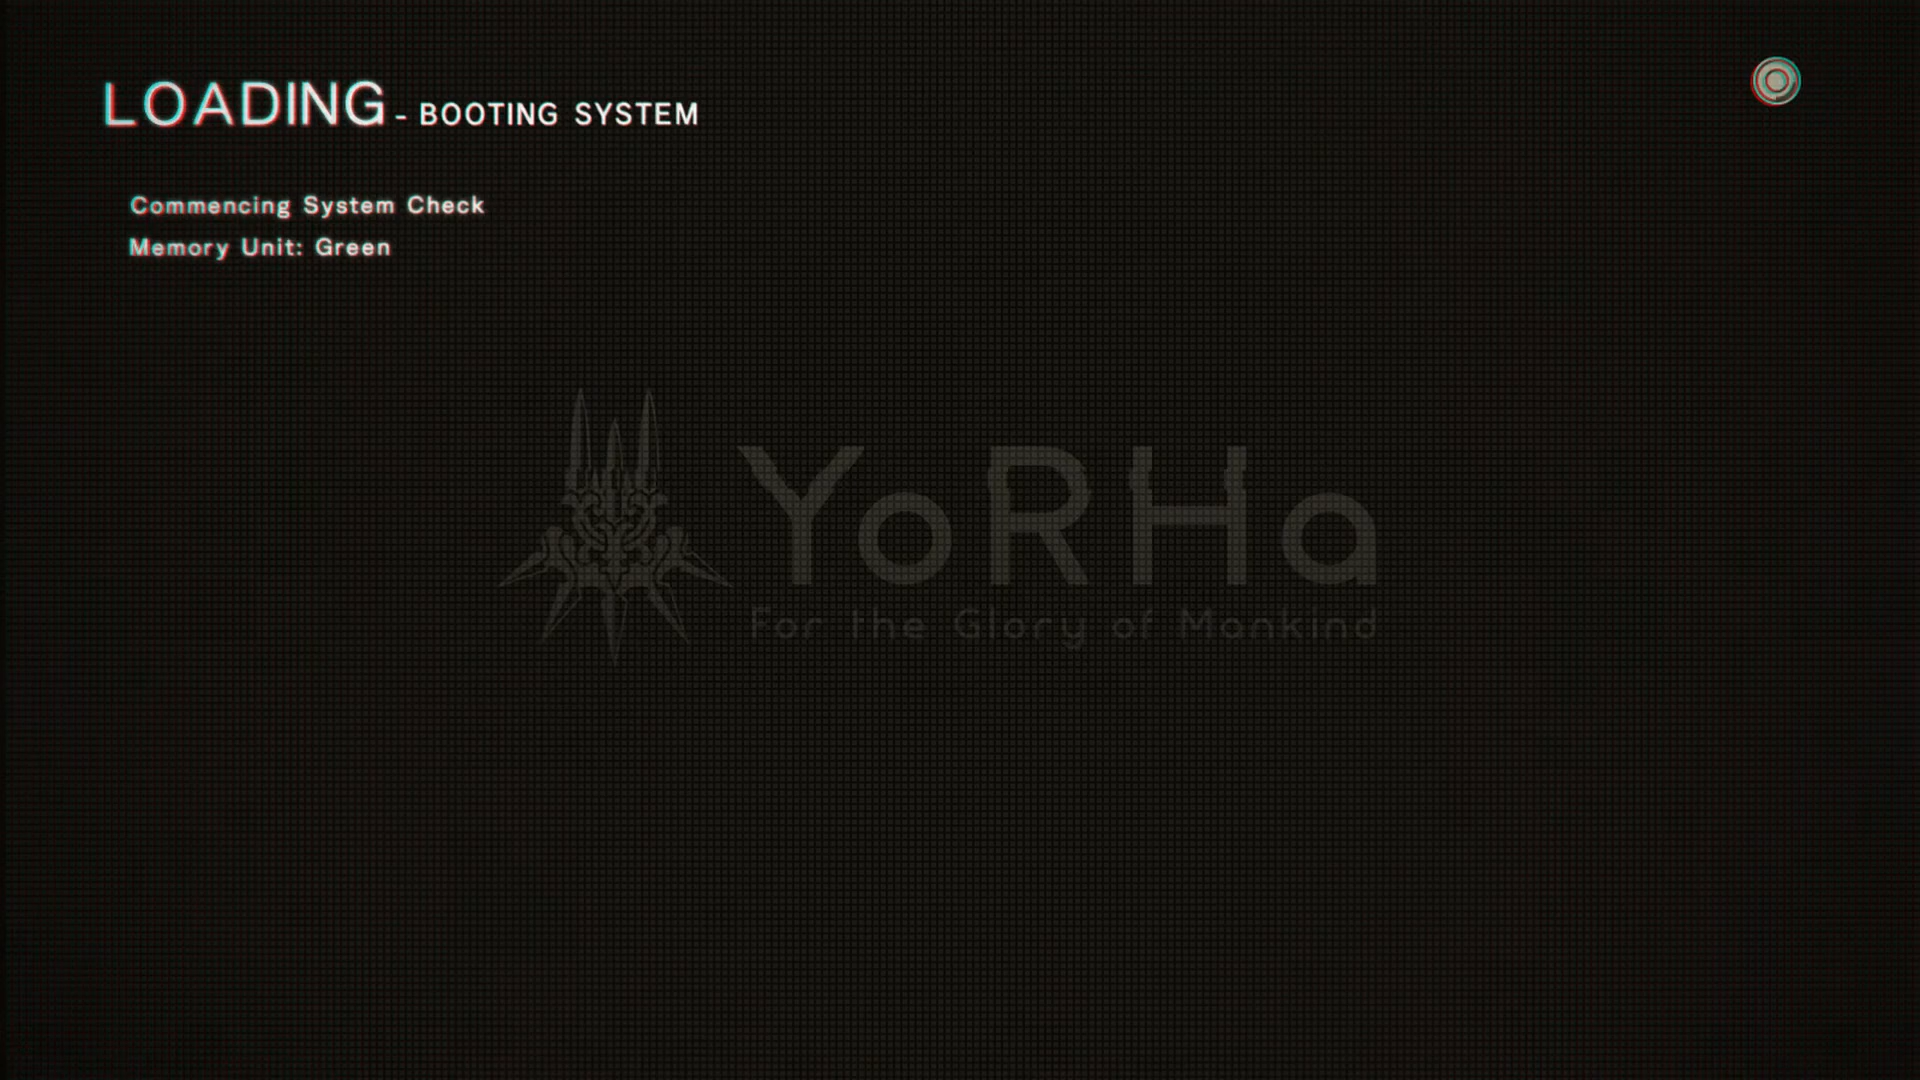 LOADING - BOOTING SYSTEM
Commencing System Check
Memory Unit: Green
YoRHa
For the Glory of Mankind